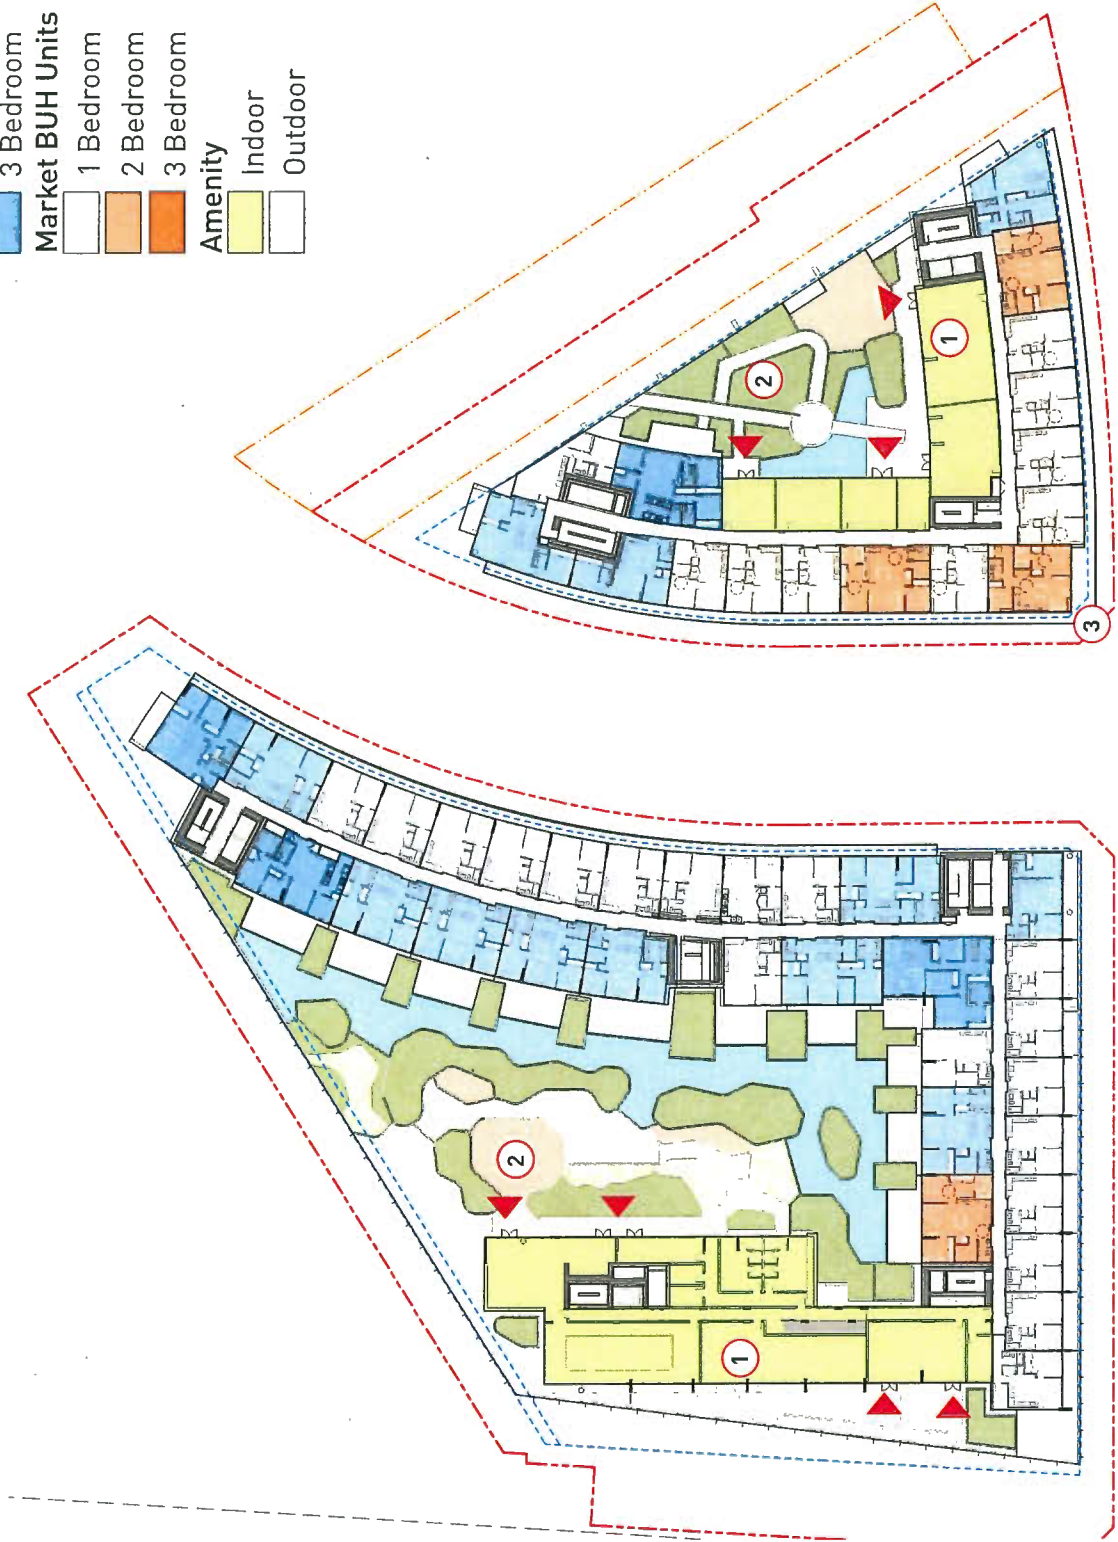 3 Bedroom
Market BUH Units
1 Bedroom
2 Bedroom
3 Bedroom
Amenity
Indoor
Outdoor
1
2
3
2
1